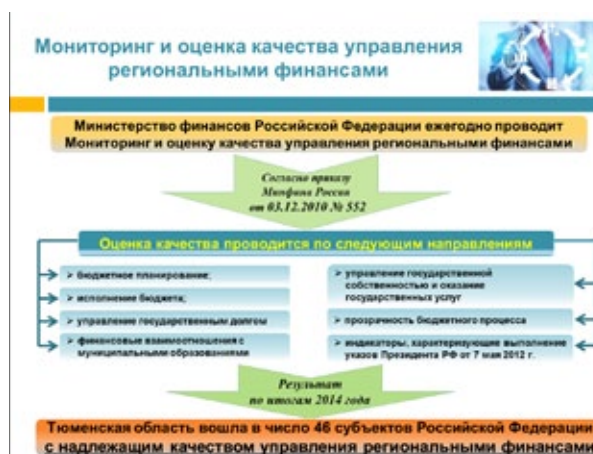 Мониторинг и оценка качества управления
региональными финансами
Министерство финансов Российской Федерации ежегодно проводит
Мониторинг и оценку качества управления региональными финансами
Согласно приказу
Минфина России
от 03.12.2010 № 552
Оценка качества проводится по следующим направлениям
➢ бюджетное планирование;
➢ исполнение бюджета;
➢ управление государственным долгом
➢ финансовые взаимоотношения с
муниципальными образованиями
➢ управление государственной
собственностью и оказание
государственных услуг
➢ прозрачность бюджетного процесса
➢ индикаторы, характеризующие выполнение
указов Президента РФ от 7 мая 2012 г.
Результат
по итогам 2014 года
Тюменская область вошла в число 46 субъектов Российской Федерации
с надлежащим качеством управления региональными финансами